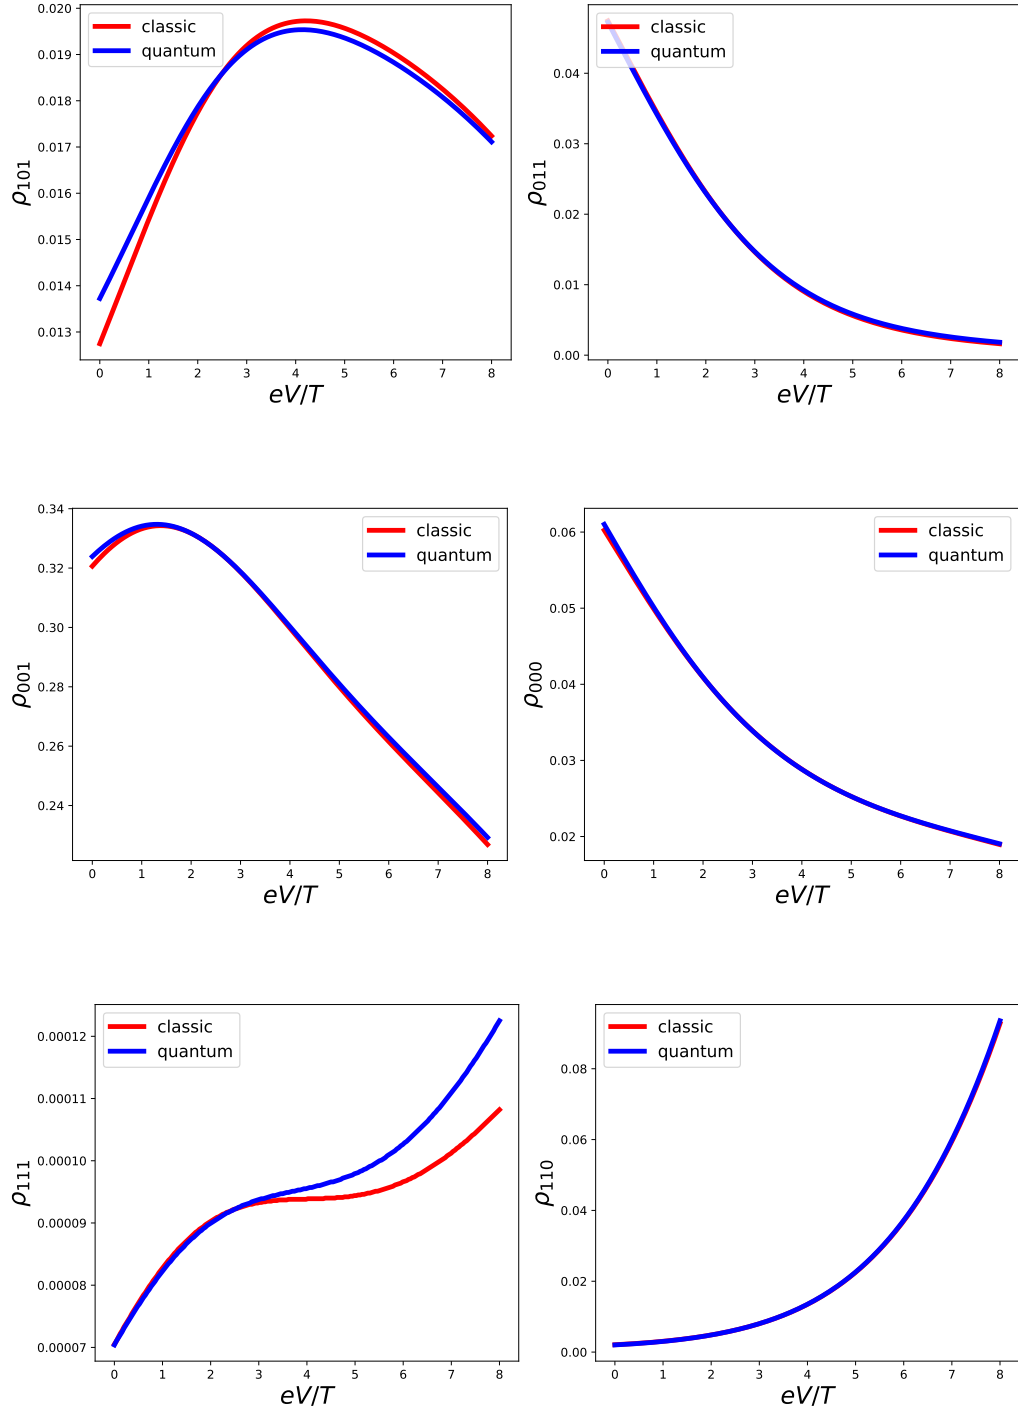 0.020
0.019
0.018
0.017
0.016
0.015
0.014
0.013
ρ101
classic
quantum
0 1 2 3 4 5 6 7 8
eV/T
0.04
0.03
0.02
0.01
0.00
ρ011
classic
quantum
0 1 2 3 4 5 6 7 8
eV/T
0.34
0.32
0.30
0.28
0.26
0.24
ρ001
classic
quantum
0 1 2 3 4 5 6 7 8
eV/T
0.06
0.05
0.04
0.03
0.02
ρ000
classic
quantum
0 1 2 3 4 5 6 7 8
eV/T
0.00012
0.00011
0.00010
0.00009
0.00008
0.00007
ρ111
classic
quantum
0 1 2 3 4 5 6 7 8
eV/T
0.08
0.06
0.04
0.02
0.00
ρ110
classic
quantum
0 1 2 3 4 5 6 7 8
eV/T